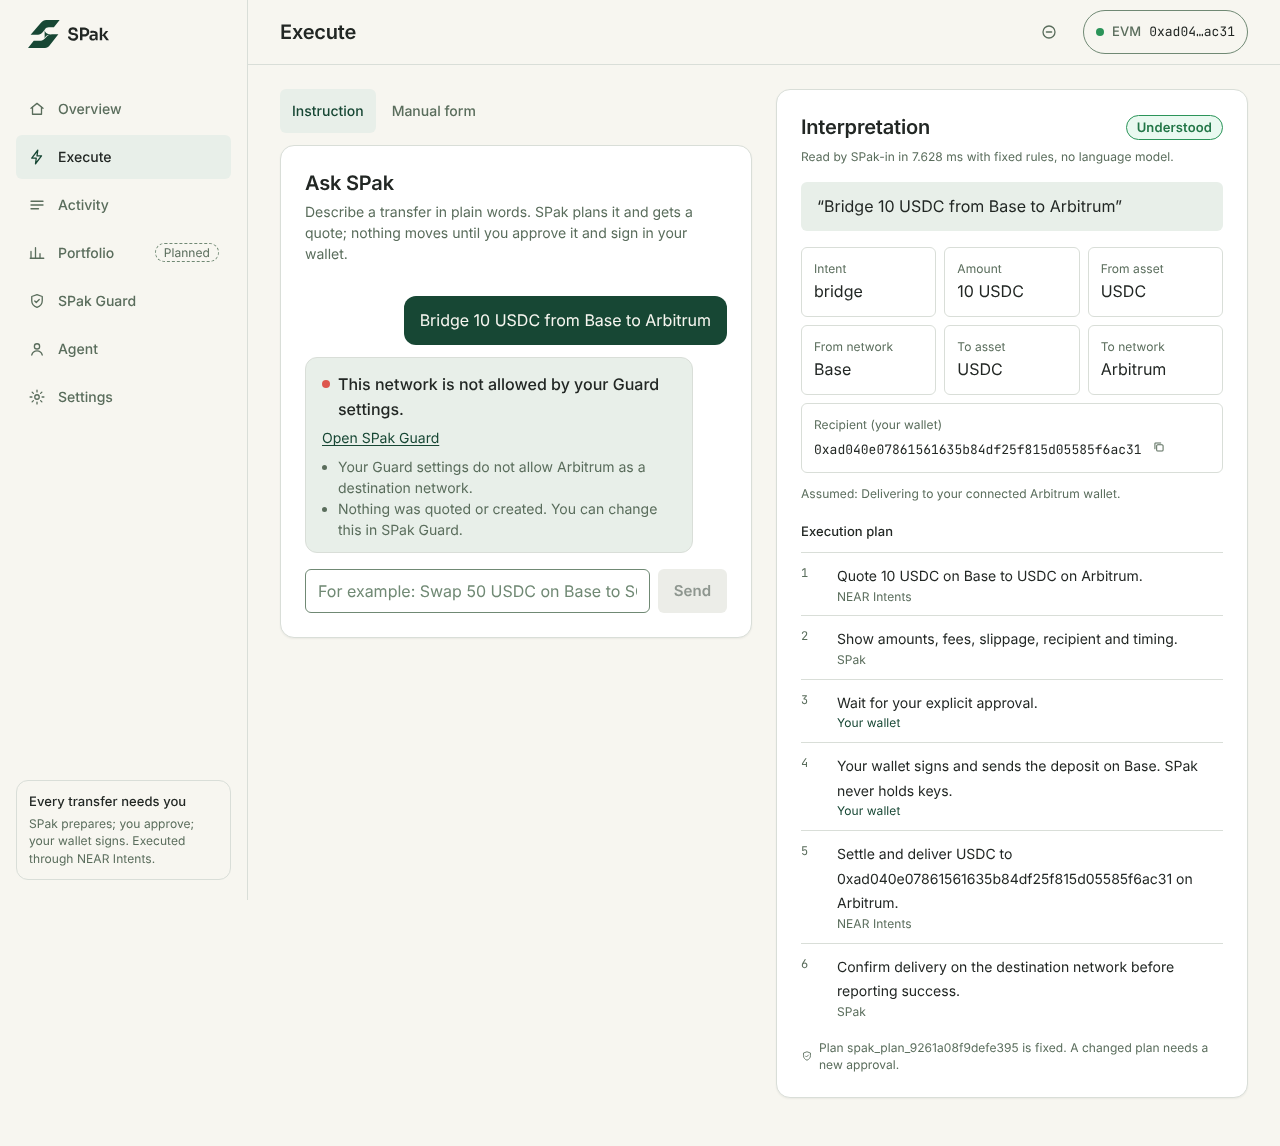 SPak
Overview
Execute
Activity
Portfolio
Planned
SPak Guard
Agent
Settings
Every transfer needs you
SPak prepares; you approve;
your wallet signs. Executed
through NEAR Intents.
Execute
EVM 0xad04…ac31
Instruction
Manual form
Ask SPak
Describe a transfer in plain words. SPak plans it and gets a
quote; nothing moves until you approve it and sign in your
wallet.
Bridge 10 USDC from Base to Arbitrum
This network is not allowed by your Guard
settings.
Open SPak Guard
• Your Guard settings do not allow Arbitrum as a
destination network.
• Nothing was quoted or created. You can change
this in SPak Guard.
For example: Swap 50 USDC on Base to S
Send
Interpretation
Understood
Read by SPak-in in 7.628 ms with fixed rules, no language model.
“Bridge 10 USDC from Base to Arbitrum”
Intent
bridge
Amount
10 USDC
From asset
USDC
From network
Base
To asset
USDC
To network
Arbitrum
Recipient (your wallet)
0xad040e07861561635b84df25f815d05585f6ac31
Assumed: Delivering to your connected Arbitrum wallet.
Execution plan
1
Quote 10 USDC on Base to USDC on Arbitrum.
NEAR Intents
2
Show amounts, fees, slippage, recipient and timing.
SPak
3
Wait for your explicit approval.
Your wallet
4
Your wallet signs and sends the deposit on Base. SPak
never holds keys.
Your wallet
5
Settle and deliver USDC to
0xad040e07861561635b84df25f815d05585f6ac31 on
Arbitrum.
NEAR Intents
6
Confirm delivery on the destination network before
reporting success.
SPak
Plan spak_plan_9261a08f9defe395 is fixed. A changed plan needs a
new approval.